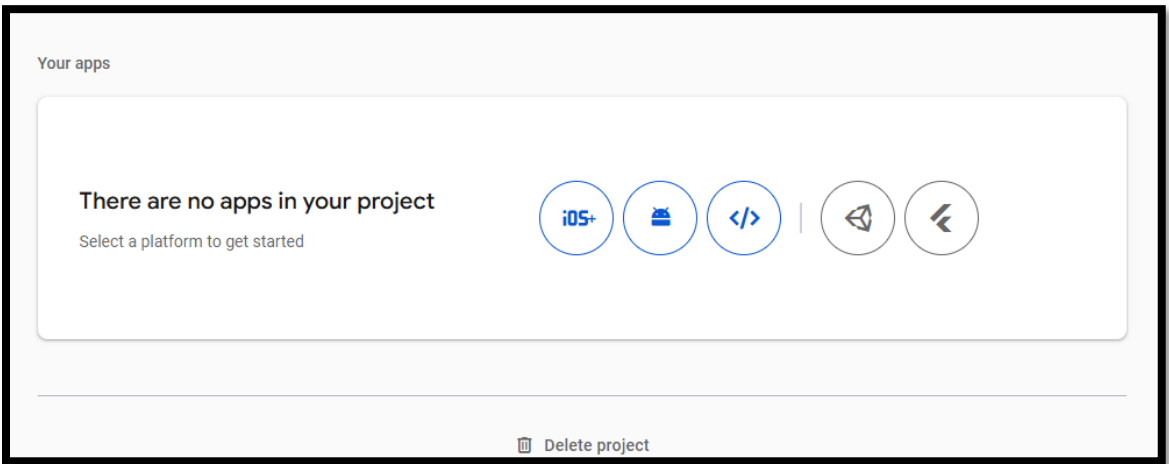 Your apps
There are no apps in your project
Select a platform to get started
iOS+
</>
Delete project